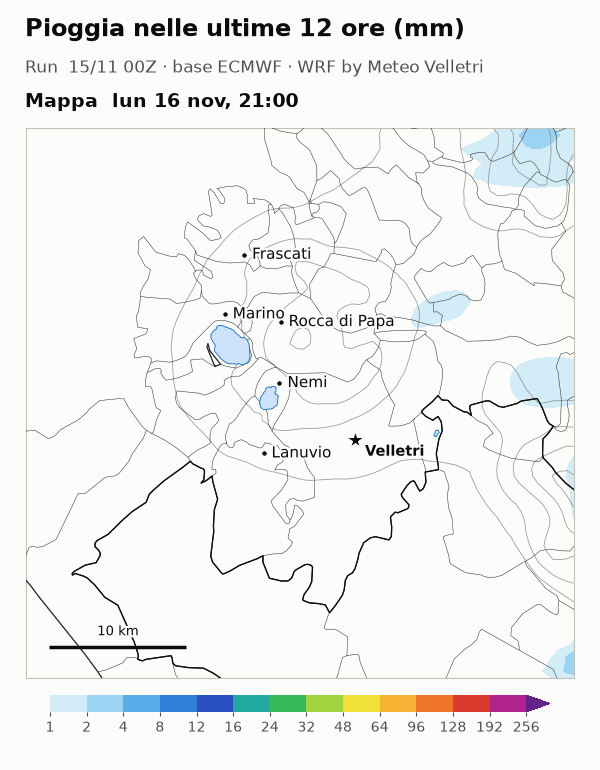 Pioggia nelle ultime 12 ore (mm)
Run  15/11 00Z · base ECMWF · WRF by Meteo Velletri
Mappa  lun 16 nov, 21:00
Frascati
Marino
Rocca di Papa
Nemi
Velletri
Lanuvio
10 km
1 2 4 8 12 16 24 32 48 64 96 128 192 256